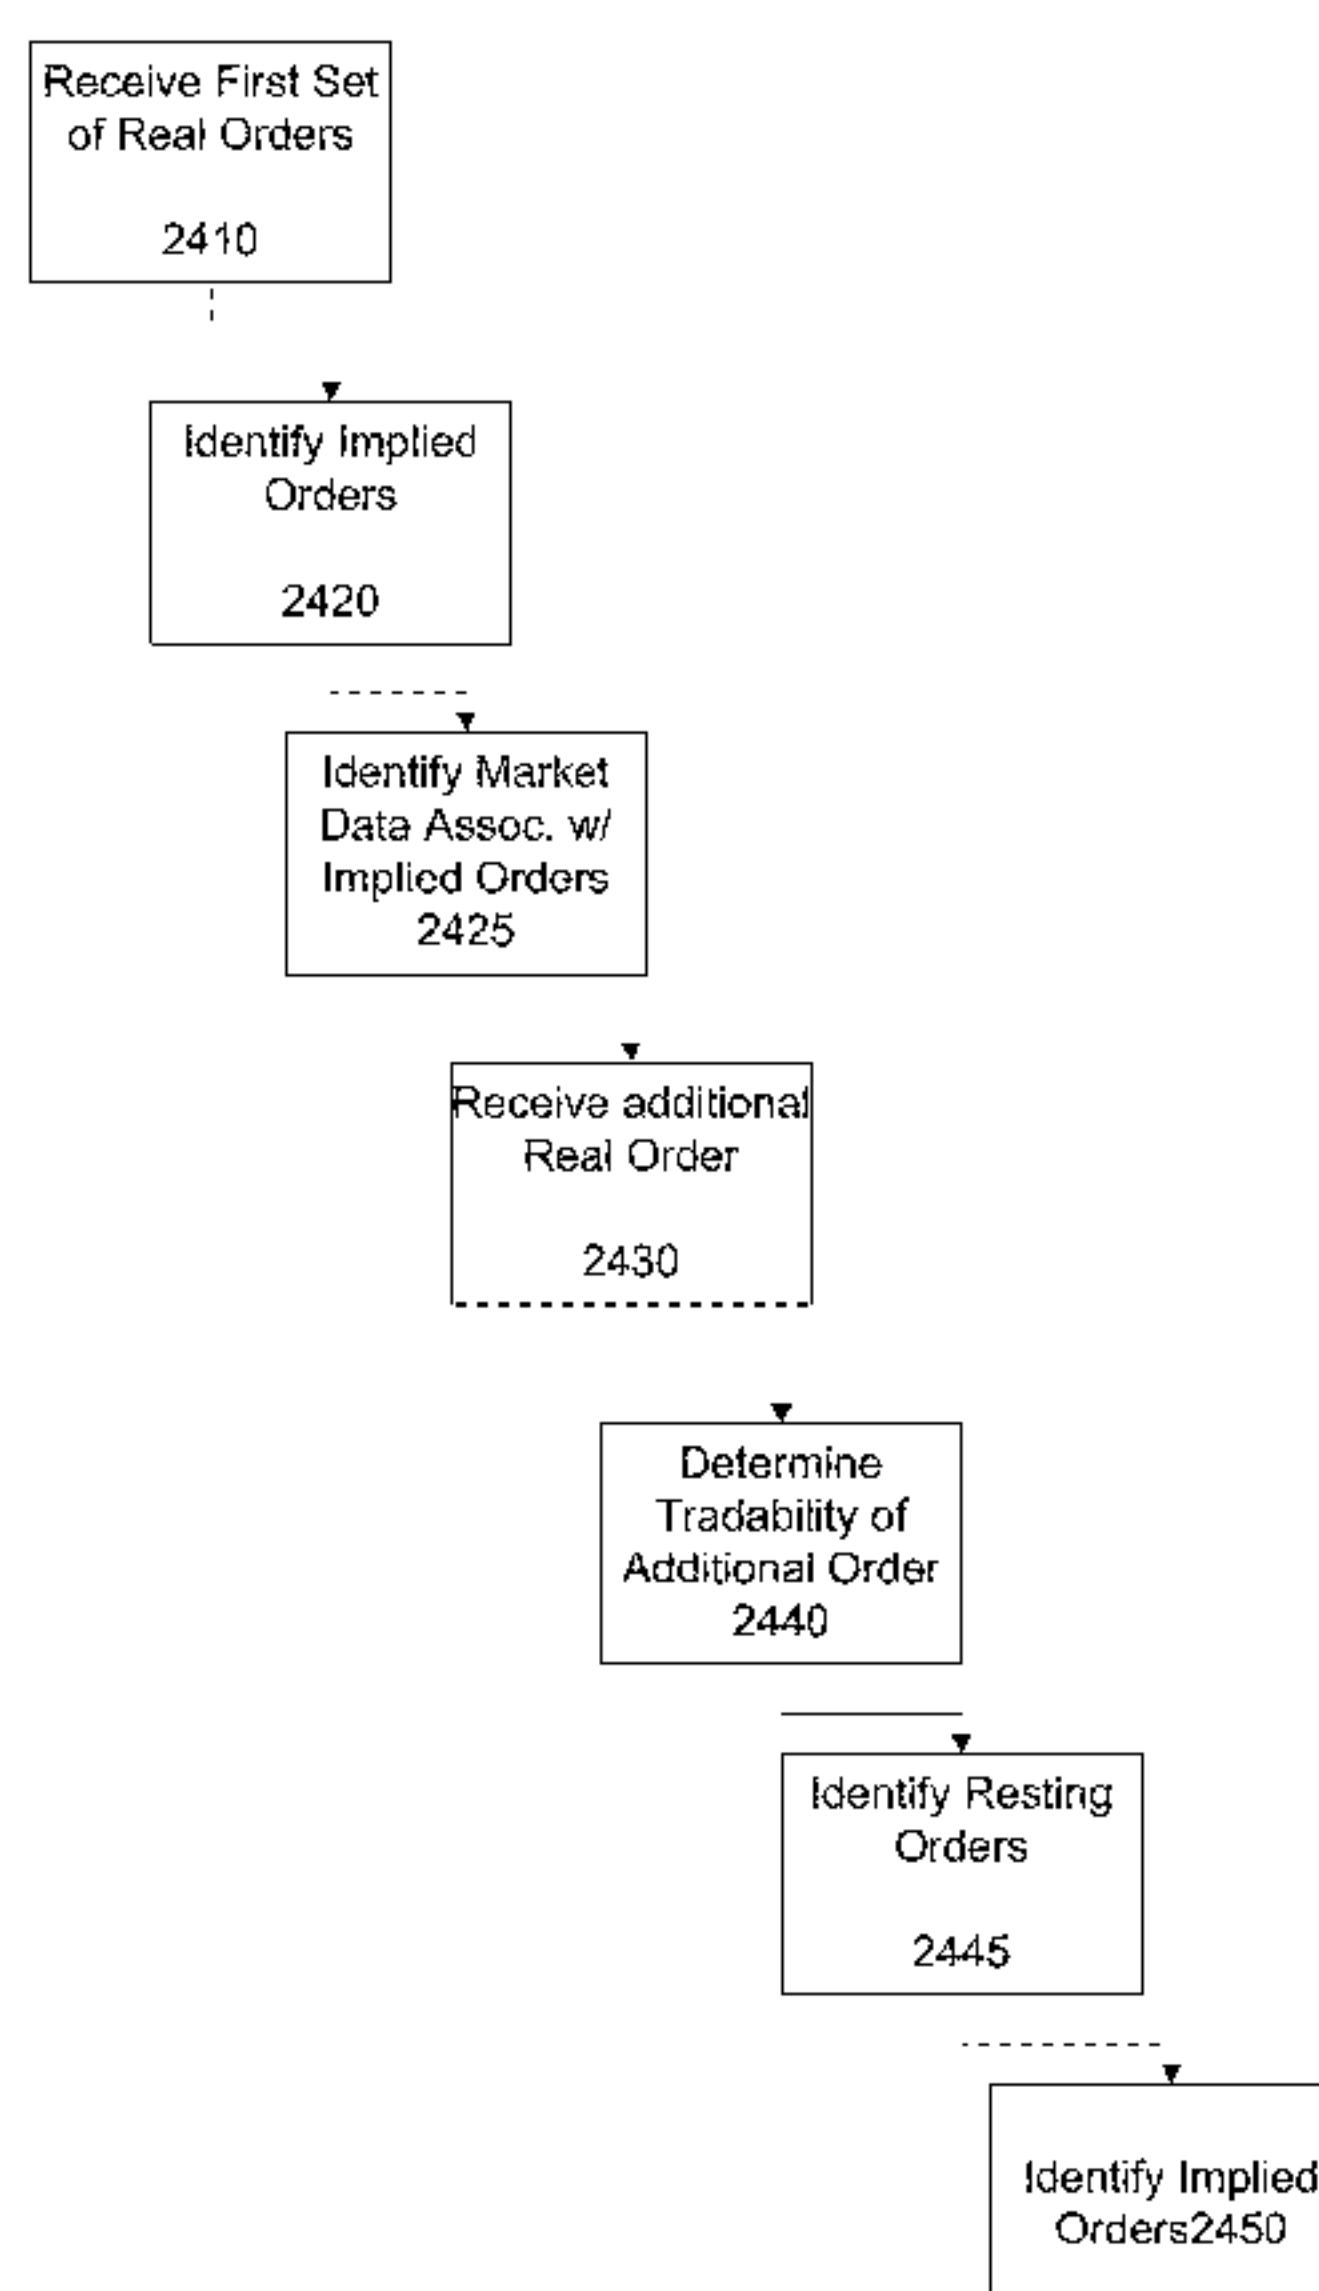 Receive First Set
of Real Orders
2410
Identify Implied
Orders
2420
Identify Market
Data Assoc. w/
Implied Orders
2425
Receive additional
Real Order
2430
Determine
Tradability of
Additional Order
2440
Identify Resting
Orders
2445
Identify Implied
Orders2450